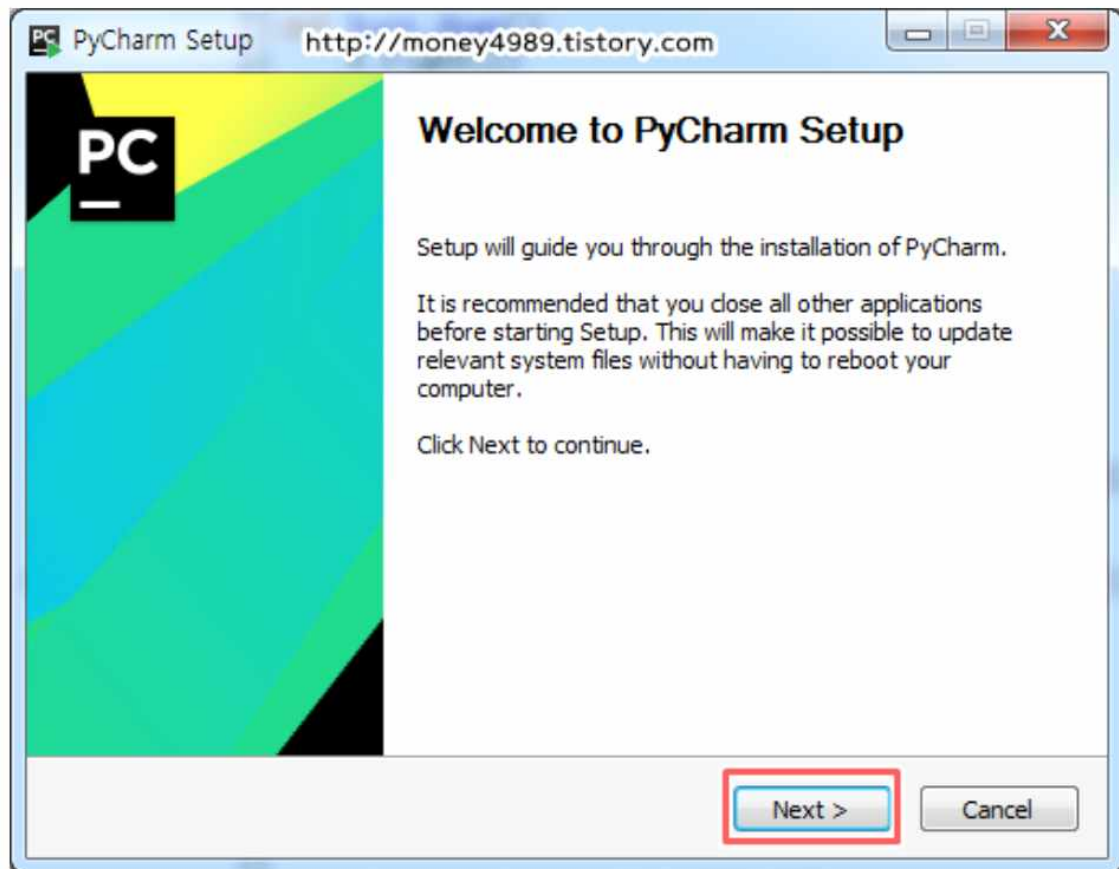 PyCharm Setup http://money4989.tistory.com
PC
Welcome to PyCharm Setup
Setup will guide you through the installation of PyCharm.
It is recommended that you close all other applications
before starting Setup. This will make it possible to update
relevant system files without having to reboot your
computer.
Click Next to continue.
Next > Cancel